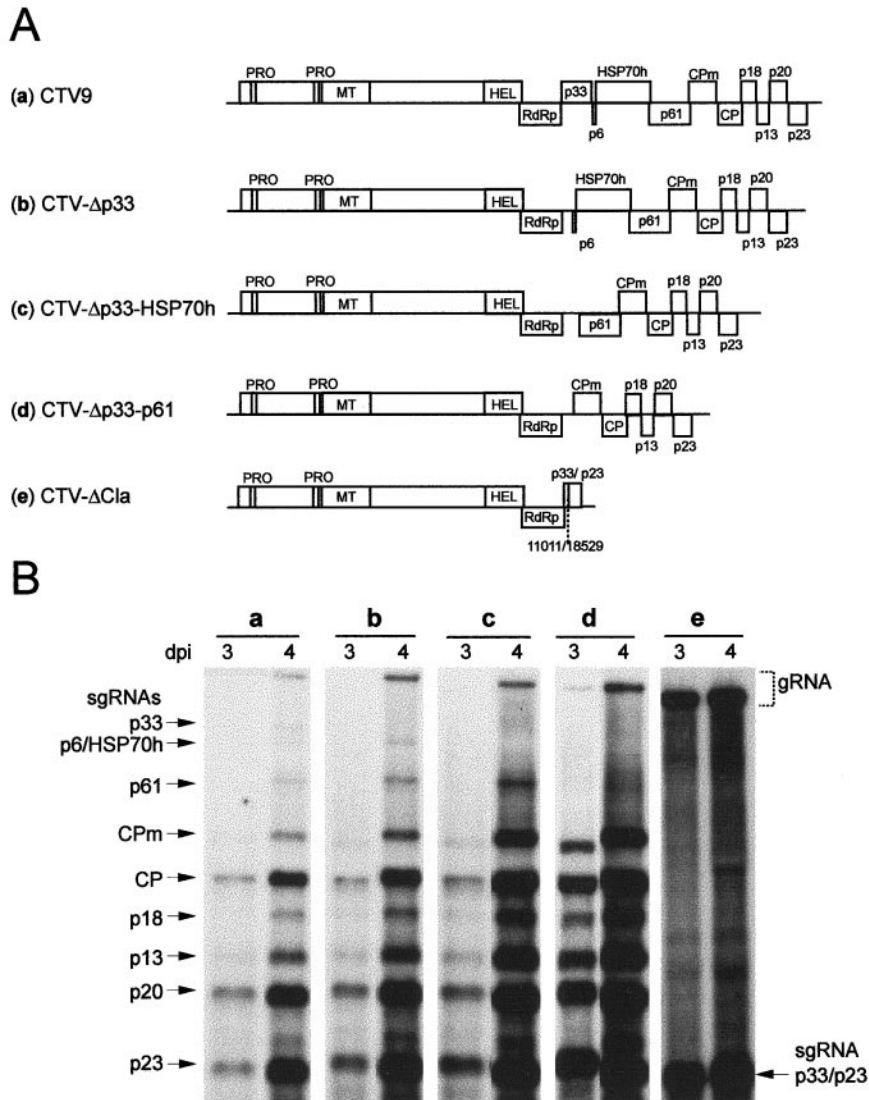 A
PRO PRO HSP70h CPm p18 p20
(a) CTV9 MT HEL p33
RdRp p6 p61 CP p13 p23
PRO PRO HSP70h CPm p18 p20
(b) CTV-Δp33 MT HEL
RdRp p6 p61 CP p13 p23
PRO PRO CPm p18 p20
(c) CTV-Δp33-HSP70h MT HEL
RdRp p61 CP p13 p23
PRO PRO CPm p18 p20
(d) CTV-Δp33-p61 MT HEL
RdRp CP p13 p23
PRO PRO p33/ p23
(e) CTV-ΔCla MT HEL
RdRp
11011/18529
B
a b c d e
dpi 3 4 3 4 3 4 3 4 3 4
sgRNAs
gRNA
p33
p6/HSP70h
p61
CPm
CP
p18
p13
p20
p23
sgRNA
p33/p23